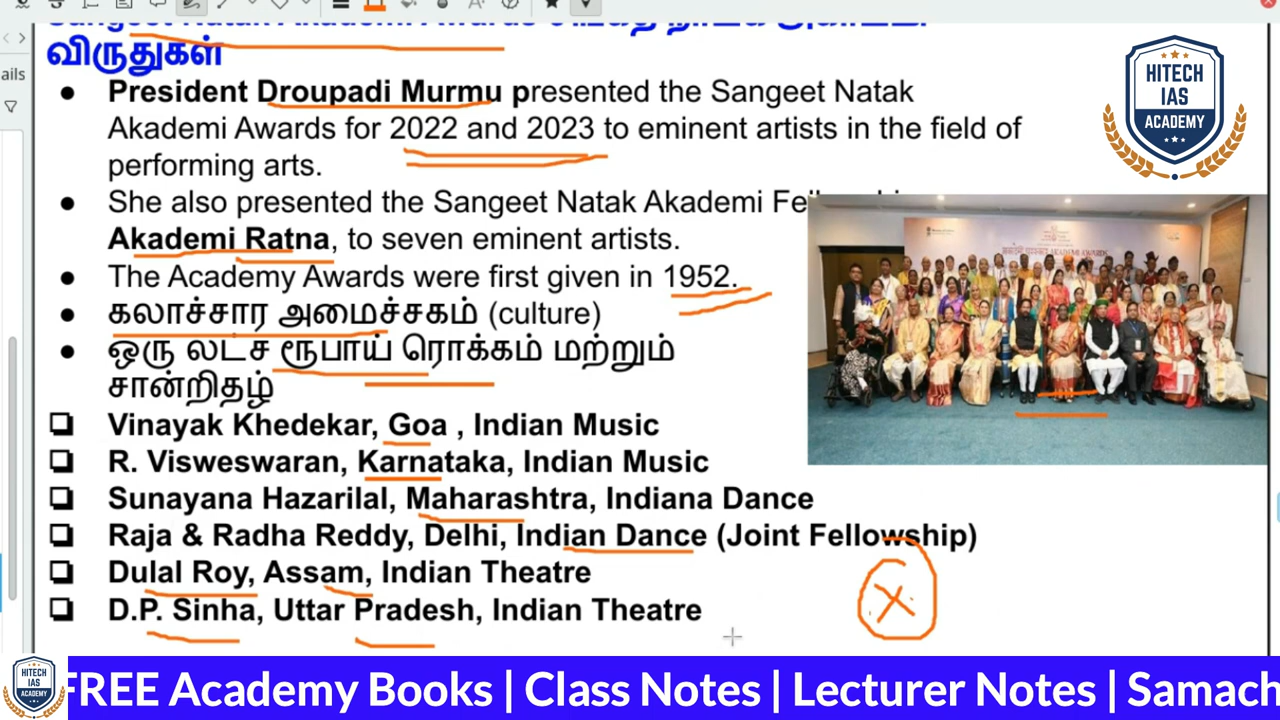 விருதுகள்
ails
President Droupadi Murmu presented the Sangeet Natak
Akademi Awards for 2022 and 2023 to eminent artists in the field of
performing arts.
She also presented the Sangeet Natak Akademi
Akademi Ratna, to seven eminent artists.
The Academy Awards were first given in 1952.
கலாச்சார அமைச்சகம் (culture)
ஒரு லட்ச ரூபாய் ரொக்கம் மற்றும்
சான்றிதழ்
Vinayak Khedekar, Goa , Indian Music
R. Visweswaran, Karnataka, Indian Music
Sunayana Hazarilal, Maharashtra, Indiana Dance
Raja & Radha Reddy, Delhi, Indian Dance (Joint Fellowship)
Dulal Roy, Assam, Indian Theatre
D.P. Sinha, Uttar Pradesh, Indian Theatre
HITECH
IAS
ACADEMY
HITECH
IAS
ACADEMY
FREE Academy Books | Class Notes | Lecturer Notes | Samach